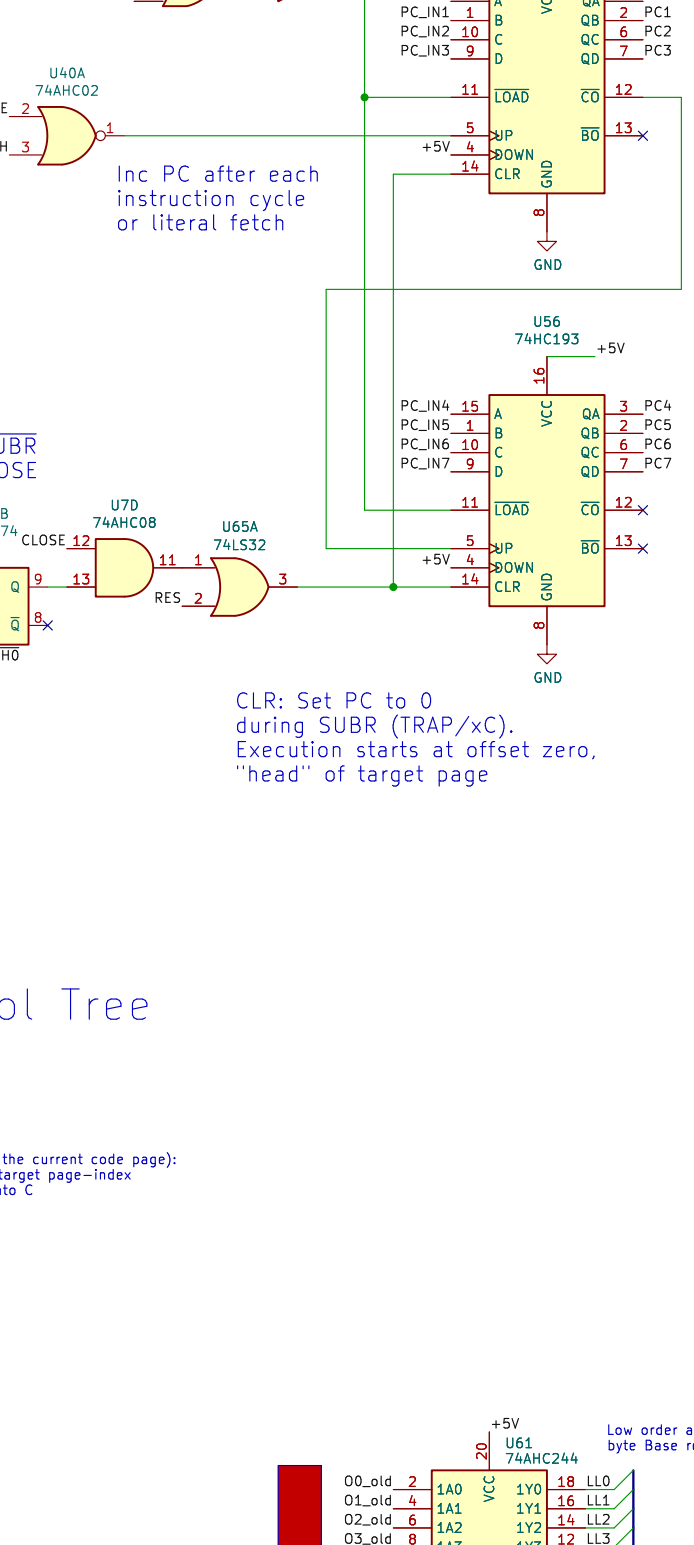 A VCC QA
PC_IN1 1 B QB 2 PC1
PC_IN2 10 C QC 6 PC2
PC_IN3 9 D QD 7 PC3
U40A
74AHC02
E 2
1
H 3
11 LOAD CO 12
5 UP BO 13
+5V 4 DOWN
14 CLR
GND
8
GND
Inc PC after each
instruction cycle
or literal fetch
U56
74HC193
+5V
16
VCC
PC_IN4 15 A QA 3 PC4
PC_IN5 1 B QB 2 PC5
PC_IN6 10 C QC 6 PC6
PC_IN7 9 D QD 7 PC7
11 LOAD CO 12
5 UP BO 13
+5V 4 DOWN
14 CLR
GND
8
GND
UBR
OSE
B
74
Q 9
Q 8
H0
U7D
74AHC08
CLOSE 12
11
13
U65A
74LS32
1
3
RES 2
CLR: Set PC to 0
during SUBR (TRAP/xC).
Execution starts at offset zero,
"head" of target page
ol Tree
the current code page):
target page-index
nto C
+5V
20
U61
74AHC244
VCC
Low order a
byte Base r
O0_old 2 1A0 1Y0 18 LL0
O1_old 4 1A1 1Y1 16 LL1
O2_old 6 1A2 1Y2 14 LL2
O3_old 8 1A3 1Y3 12 LL3